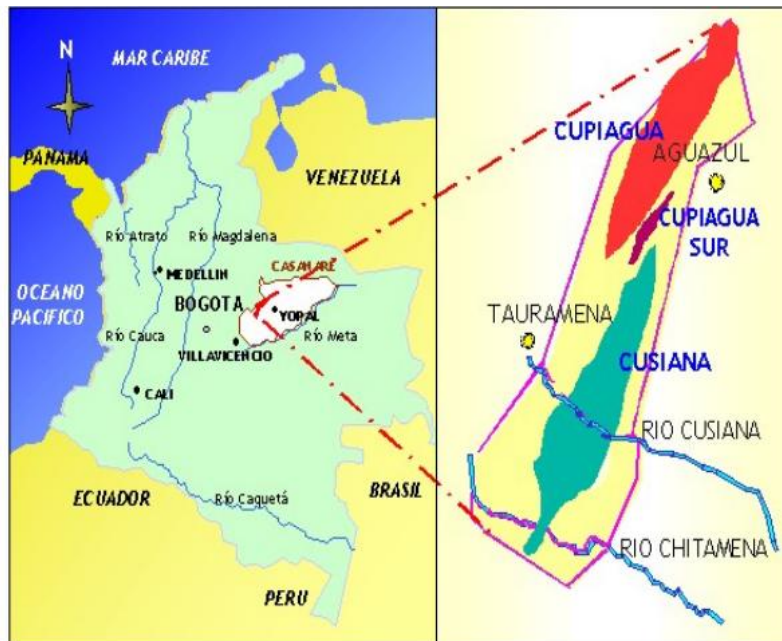 N
MAR CARIBE
PANAMA
VENEZUELA
Río Atrato
Río Magdalena
MEDELLIN
CASANARE
OCEANO
PACIFICO
BOGOTA
YOPAL
Río Cauca
VILLAVICENCIO
Río Meta
CALI
ECUADOR
Río Caquetá
BRASIL
PERU
CUPIAGUA
AGUAZUL
CUPIAGUA
SUR
TAURAMENA
CUSIANA
RIO CUSIANA
RIO CHITAMENA